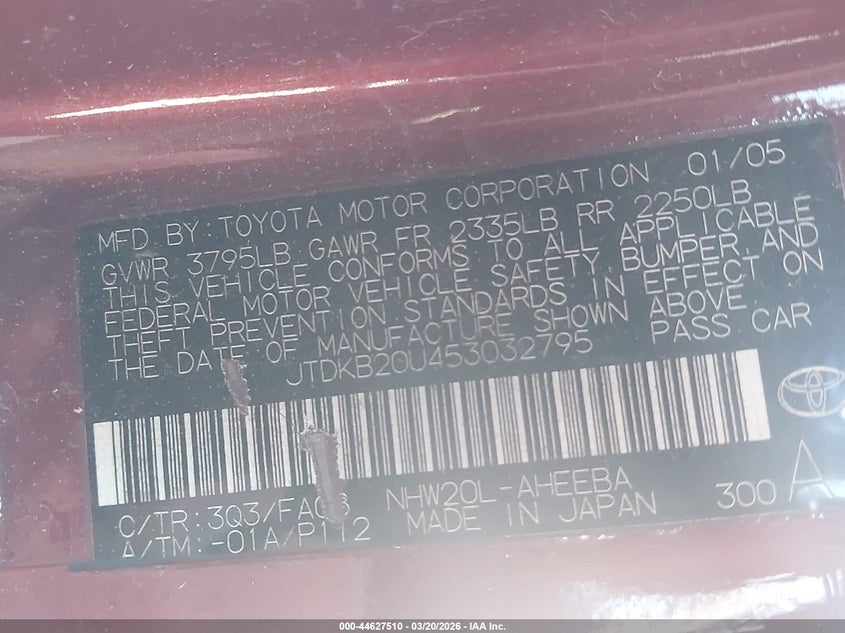 MFD BY: TOYOTA MOTOR CORPORATION 01/05
GVWR 3795LB GAWR FR 2335LB RR 2250LB
THIS VEHICLE CONFORMS TO ALL APPLICABLE
FEDERAL MOTOR VEHICLE SAFETY, BUMPER, AND
THEFT PREVENTION STANDARDS IN EFFECT ON
THE DATE OF MANUFACTURE SHOWN ABOVE.
JTDKB20U453032795 PASS CAR
C/TR: 3Q3/ NHW20L-AHEEBA
A/TM: -01A/P112 MADE IN JAPAN 300 A
000-44627510 - 03/20/2026 - IAA Inc.